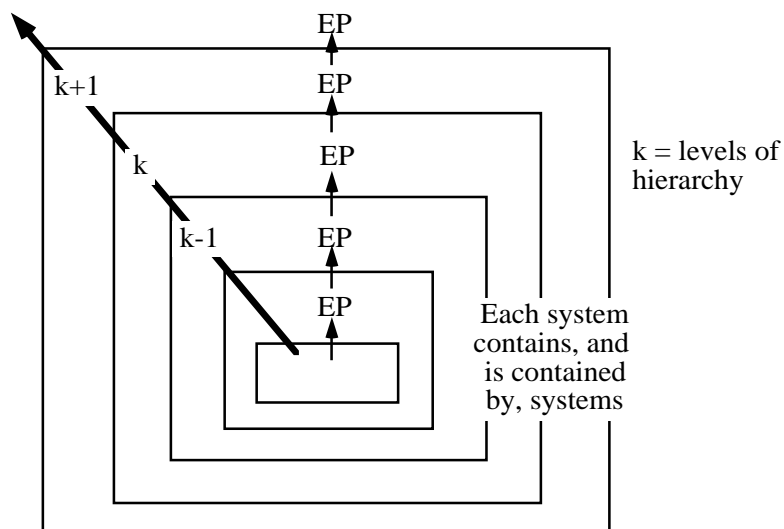 EP
k+1
EP
k
EP
k = levels of
hierarchy
k-1
EP
EP
Each system
contains, and
is contained
by, systems